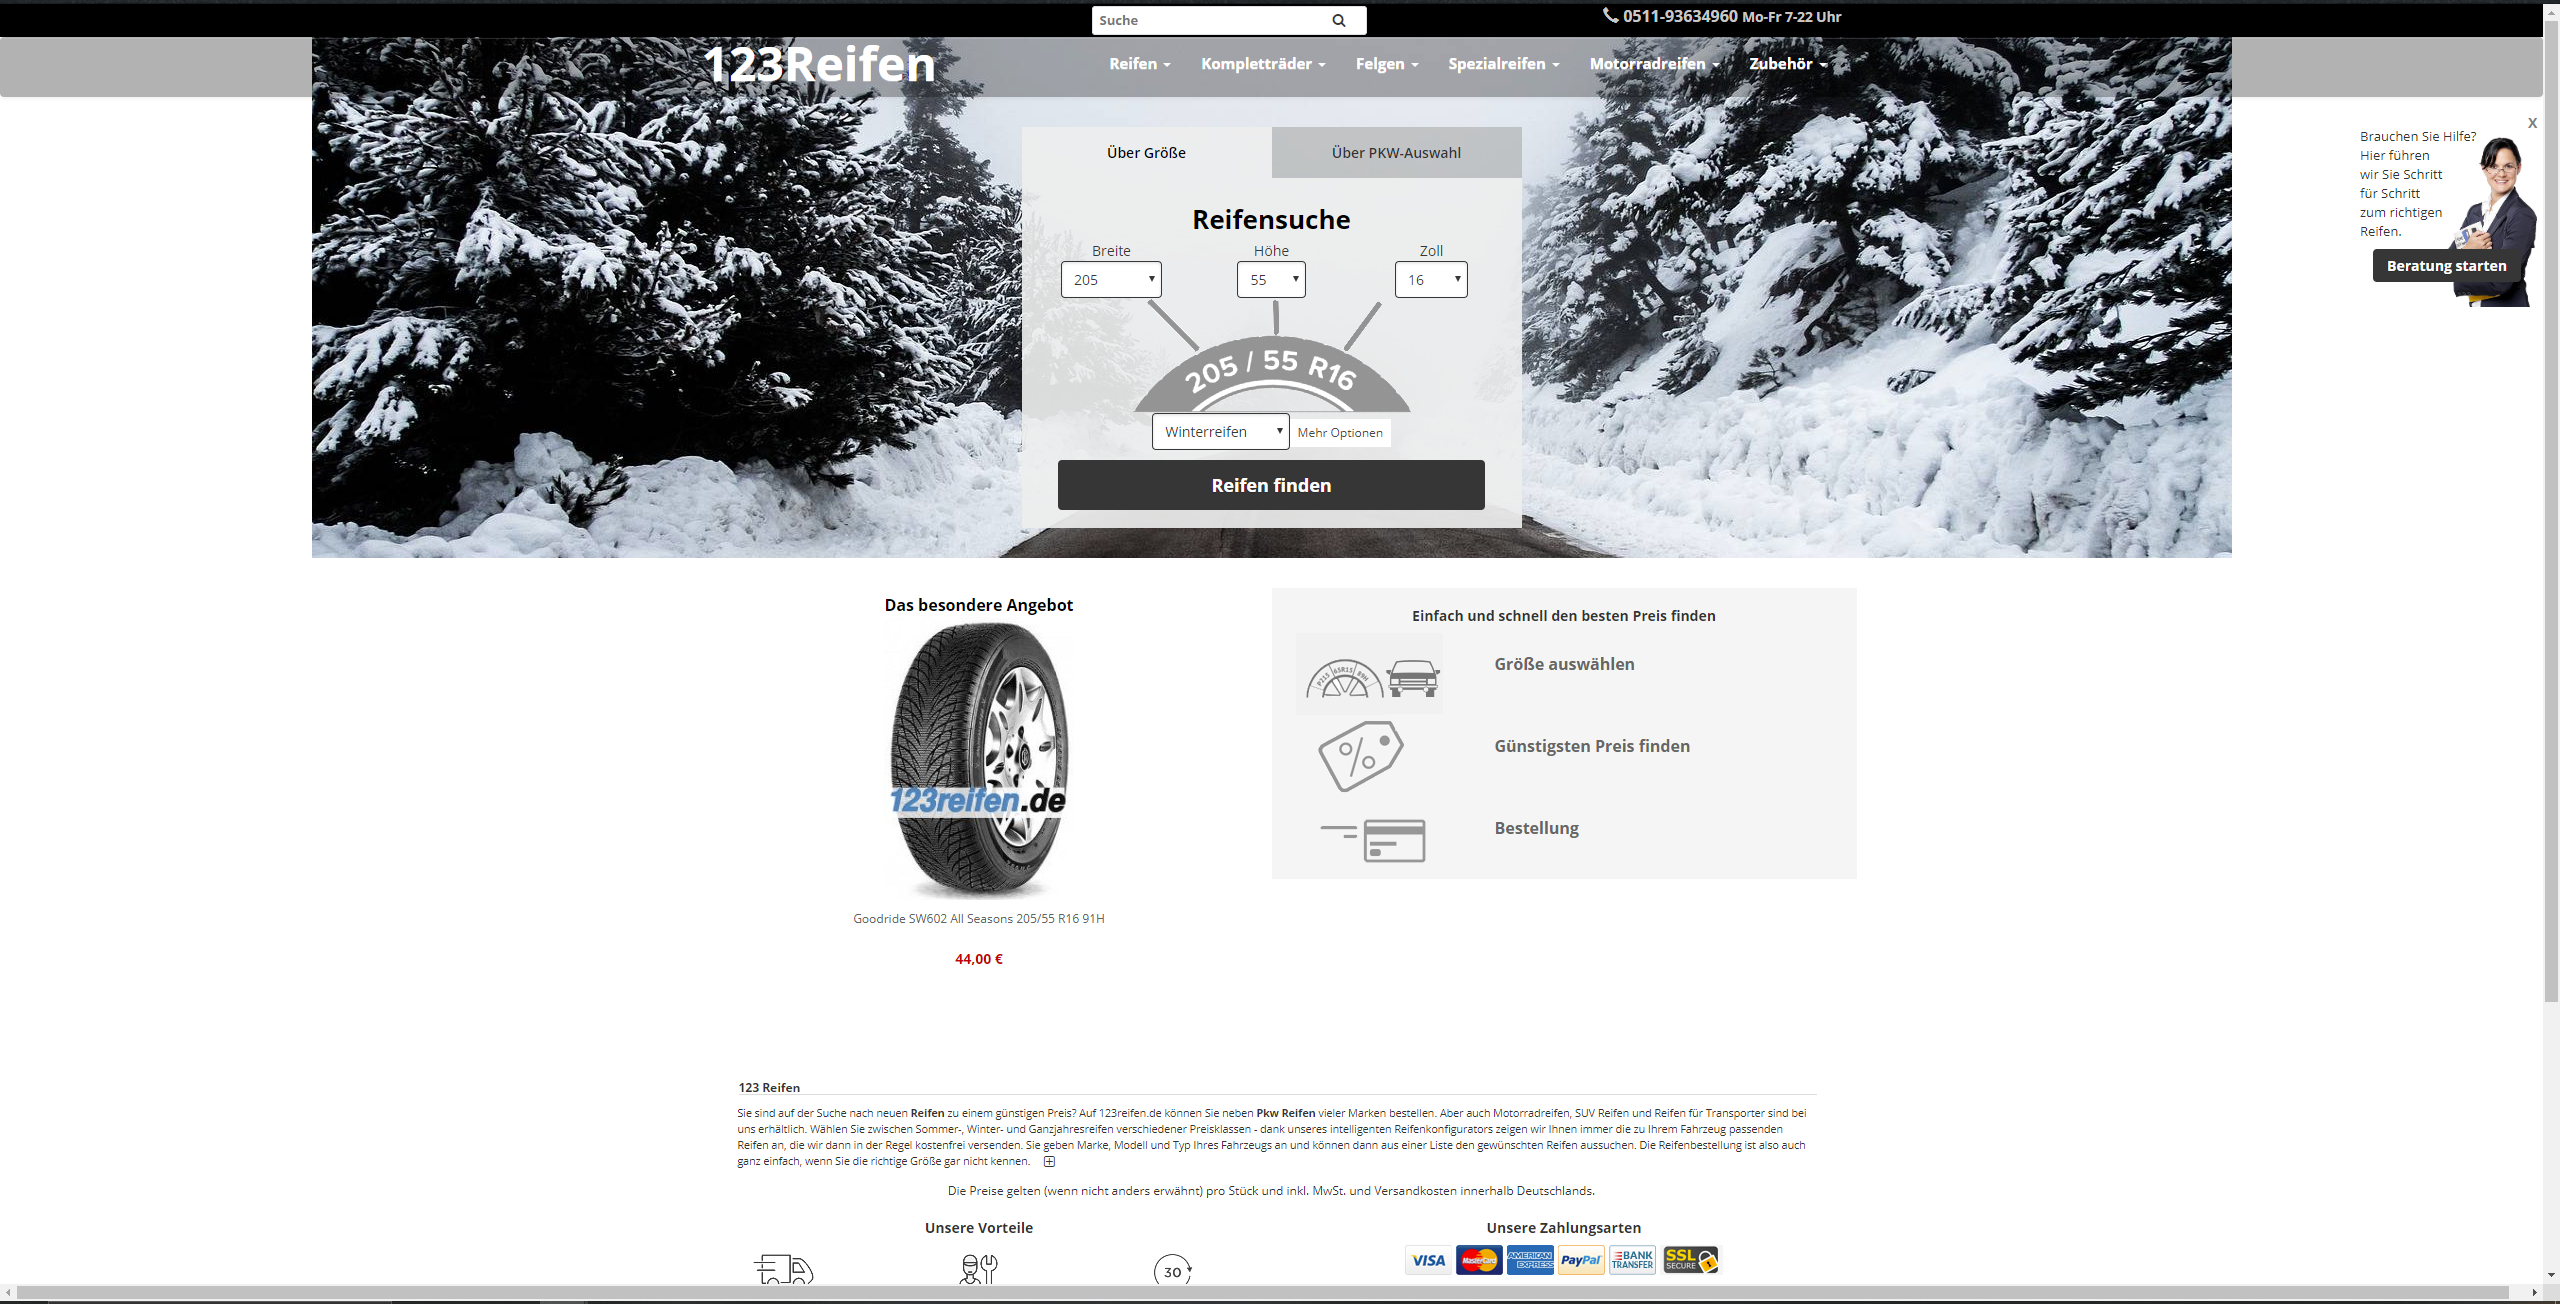 Suche
0511-93634960 Mo-Fr 7-22 Uhr
123Reifen
Reifen
Kompletträder
Felgen
Spezialreifen
Motorradreifen
Zubehör
X
Brauchen Sie Hilfe?
Hier führen
wir Sie Schritt
für Schritt
zum richtigen
Reifen.
Beratung starten
Über Größe
Über PKW-Auswahl
Reifensuche
Breite
Höhe
Zoll
205
55
16
205 / 55 R16
Winterreifen
Mehr Optionen
Reifen finden
Das besondere Angebot
123reifen.de
Goodride SW602 All Seasons 205/55 R16 91H
44,00 €
Einfach und schnell den besten Preis finden
P215 65R15 89H
Größe auswählen
%
Günstigsten Preis finden
Bestellung
123 Reifen
Sie sind auf der Suche nach neuen Reifen zu einem günstigen Preis? Auf 123reifen.de können Sie neben Pkw Reifen vieler Marken bestellen. Aber auch Motorradreifen, SUV Reifen und Reifen für Transporter sind bei
uns erhältlich. Wählen Sie zwischen Sommer-, Winter- und Ganzjahresreifen verschiedener Preisklassen - dank unseres intelligenten Reifenkonfigurators zeigen wir Ihnen immer die zu Ihrem Fahrzeug passenden
Reifen an, die wir dann in der Regel kostenfrei versenden. Sie geben Marke, Modell und Typ Ihres Fahrzeugs an und können dann aus einer Liste den gewünschten Reifen aussuchen. Die Reifenbestellung ist also auch
ganz einfach, wenn Sie die richtige Größe gar nicht kennen.
Die Preise gelten (wenn nicht anders erwähnt) pro Stück und inkl. MwSt. und Versandkosten innerhalb Deutschlands.
Unsere Vorteile
30
Unsere Zahlungsarten
VISA
MasterCard
AMERICAN EXPRESS
PayPal
BANK TRANSFER
SSL SECURE